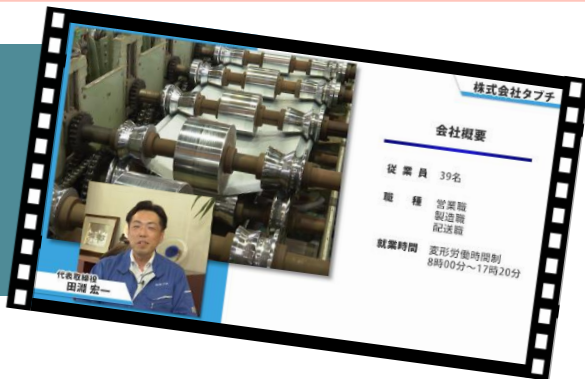 株式会社タブチ
会社概要
従業員 39名
職種 営業職
製造職
配送職
就業時間 変形労働時間制
8時00分～17時20分
代表取締役
田淵 宏一